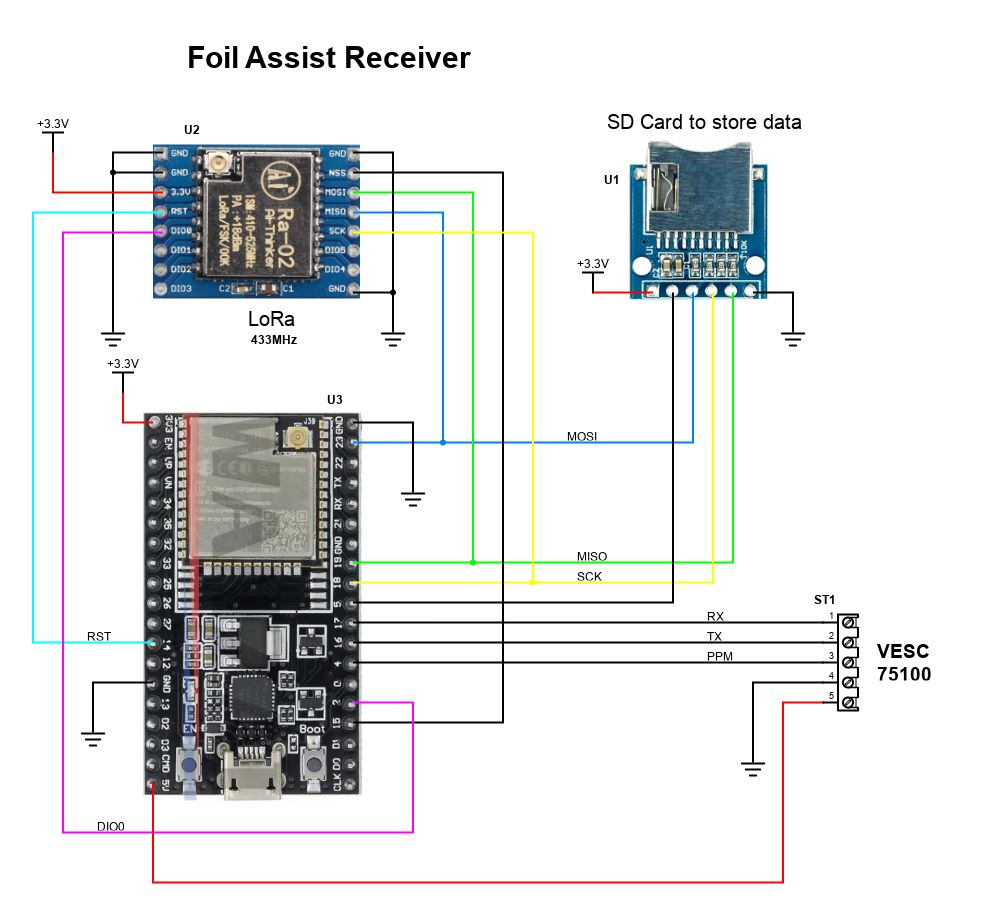 Foil Assist Receiver
+3.3V
U2
GND
GND
3.3V
RST
DIO0
DIO1
DIO2
DIO3
GND
NSS
MOSI
MISO
SCK
DIO5
DIO4
GND
Ai
Ra-02
Ai-Thinker
ISM:410-525MHz
PA:+18dBm
LoRa/FSK/OOK
C2
C1
LoRa
433MHz
SD Card to store data
U1
+3.3V
U1
C2
+3.3V
U3
J39
3V3
EN
VP
VN
34
35
32
33
25
26
27
14
12
GND
13
D2
D3
CMD
5V
GND
23
22
TX
RX
21
GND
19
18
5
17
16
4
0
2
15
D1
D0
CLK
EN
Boot
MOSI
MISO
SCK
RX
TX
PPM
RST
DIO0
ST1
1
2
3
4
5
VESC
75100